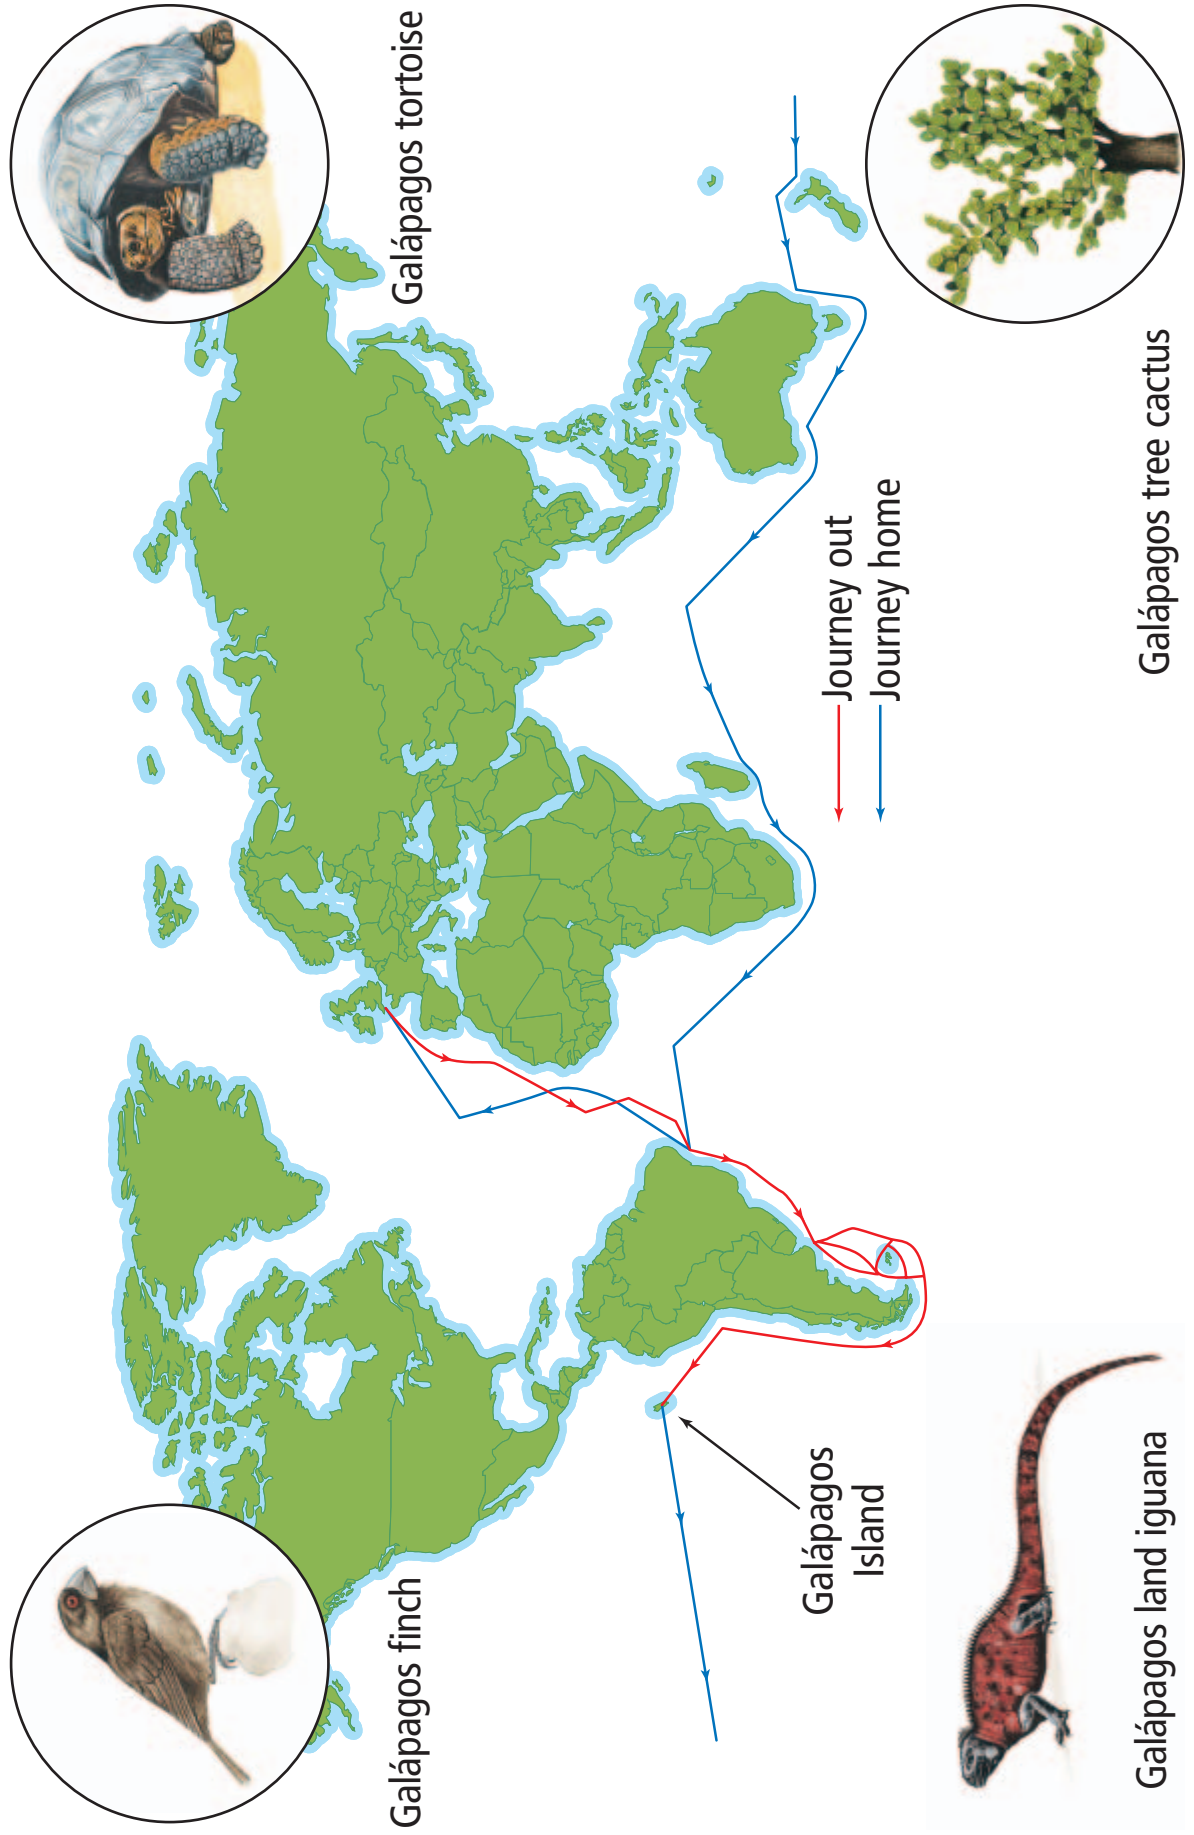 Galápagos finch
Galápagos tortoise
Galápagos
Island
Journey out
Journey home
Galápagos land iguana
Galápagos tree cactus